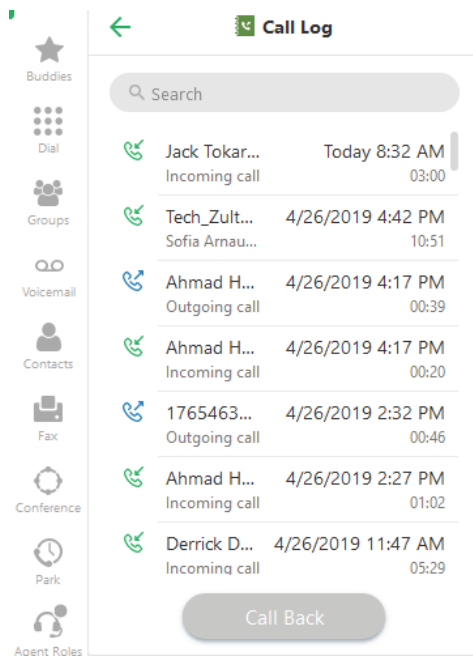 Call Log
Buddies
Dial
Groups
Voicemail
Contacts
Fax
Conference
Park
Agent Roles
Search
Jack Tokar... Today 8:32 AM
Incoming call 03:00
Tech_Zult... 4/26/2019 4:42 PM
Sofia Arnau... 10:51
Ahmad H... 4/26/2019 4:17 PM
Outgoing call 00:39
Ahmad H... 4/26/2019 4:17 PM
Incoming call 00:20
1765463... 4/26/2019 2:32 PM
Outgoing call 00:46
Ahmad H... 4/26/2019 2:27 PM
Incoming call 01:02
Derrick D... 4/26/2019 11:47 AM
Incoming call 05:29
Call Back